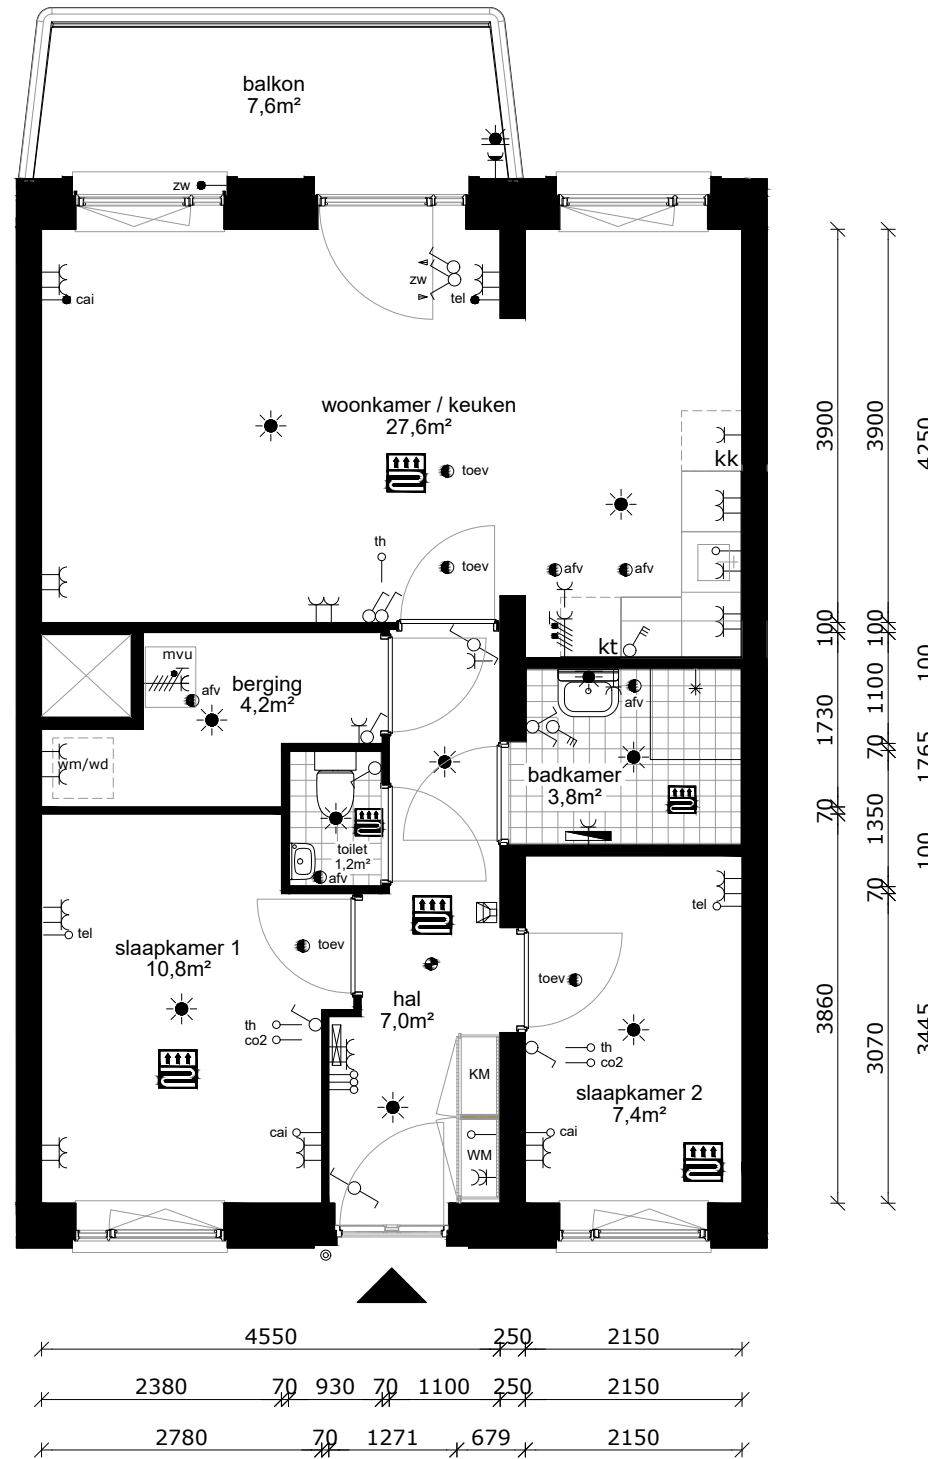 balkon
7,6m²
zw
cai
zw
tel
woonkamer / keuken
27,6m²
toev
kk
th
toev
afv
afv
kt
mvu
afv
berging
4,2m²
wm/wd
afv
badkamer
3,8m²
toilet
1,2m²
afv
tel
slaapkamer 1
10,8m²
toev
tel
toev
hal
7,0m²
th
co2
th
co2
KM
slaapkamer 2
7,4m²
cai
cai
WM
3900
3900
4250
100
100
100
1730
1100
70
1765
70
1350
100
70
3860
3070
3445
4550
250
2150
2380
70
930
70
1100
250
2150
2780
70
1271
679
2150